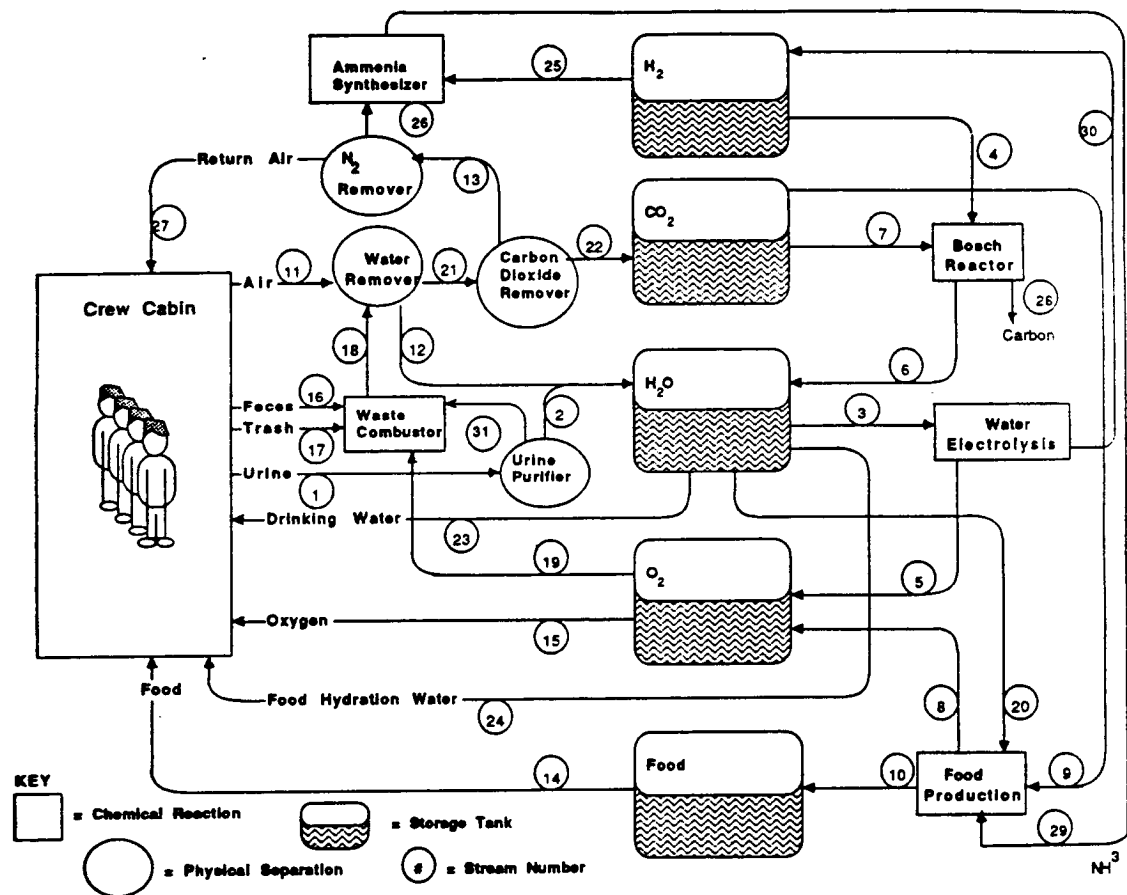 Ammenia
Synthesizer
25
H2
26
30
4
Return Air
N2
Remover
13
CO2
27
7
Bosch
Reactor
Air
11
Water
Remover
21
Carbon
Dioxide
Remover
22
26
Carbon
Crew Cabin
18
12
6
H2O
Feces
16
Waste
Combustor
2
3
Water
Electrolysis
Trash
17
31
Urine
Purifier
Urine
1
Drinking Water
23
19
O2
5
Oxygen
15
Food
Food Hydration Water
24
8
20
Food
14
10
Food
Production
9
29
NH3
KEY
= Chemical Reaction
= Storage Tank
= Physical Separation
#
= Stream Number